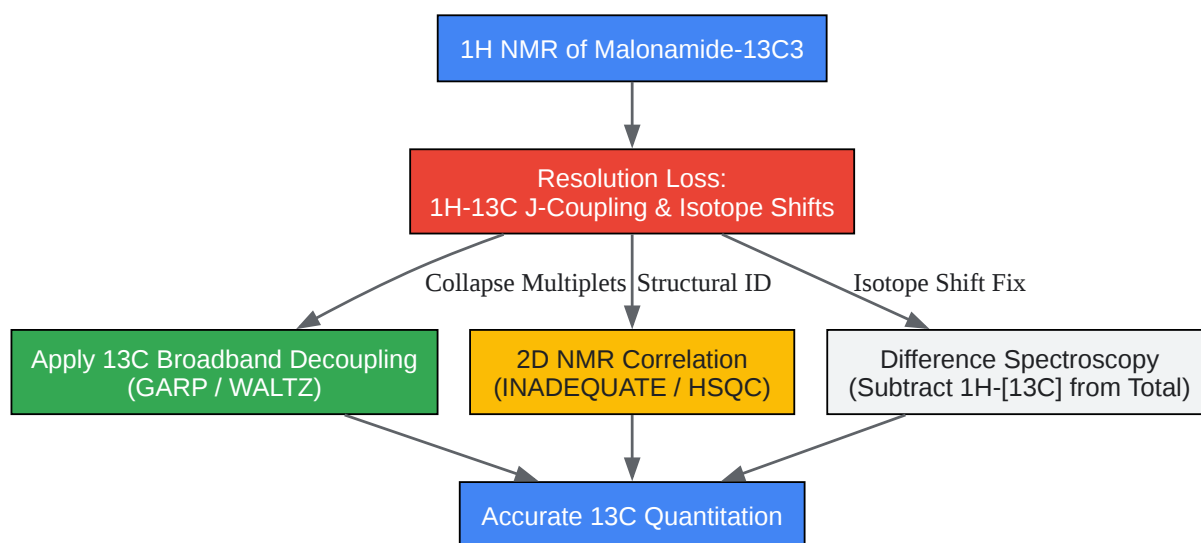 1H NMR of Malonamide-13C3
Resolution Loss:
1H-13C J-Coupling & Isotope Shifts
Collapse Multiplets
Structural ID
Isotope Shift Fix
Apply 13C Broadband Decoupling
(GARP / WALTZ)
2D NMR Correlation
(INADEQUATE / HSQC)
Difference Spectroscopy
(Subtract 1H-[13C] from Total)
Accurate 13C Quantitation